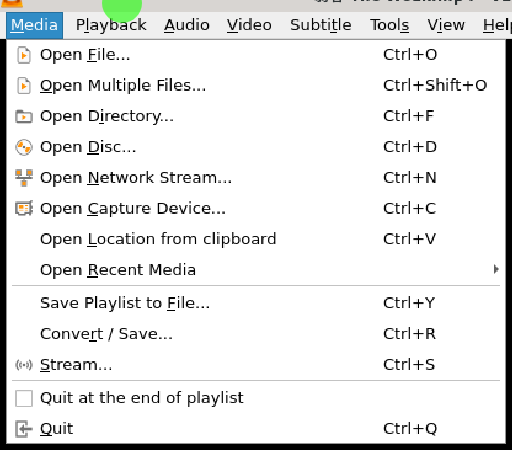 Media Playback Audio Video Subtitle Tools View
Open File... Ctrl+O
Open Multiple Files... Ctrl+Shift+O
Open Directory... Ctrl+F
Open Disc... Ctrl+D
Open Network Stream... Ctrl+N
Open Capture Device... Ctrl+C
Open Location from clipboard Ctrl+V
Open Recent Media
Save Playlist to File... Ctrl+Y
Convert / Save... Ctrl+R
Stream... Ctrl+S
Quit at the end of playlist
Quit Ctrl+Q